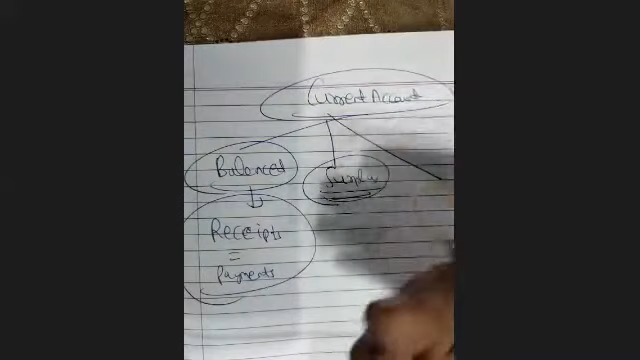 Current Account
Balanced
Surplus
Receipts
=
Payments